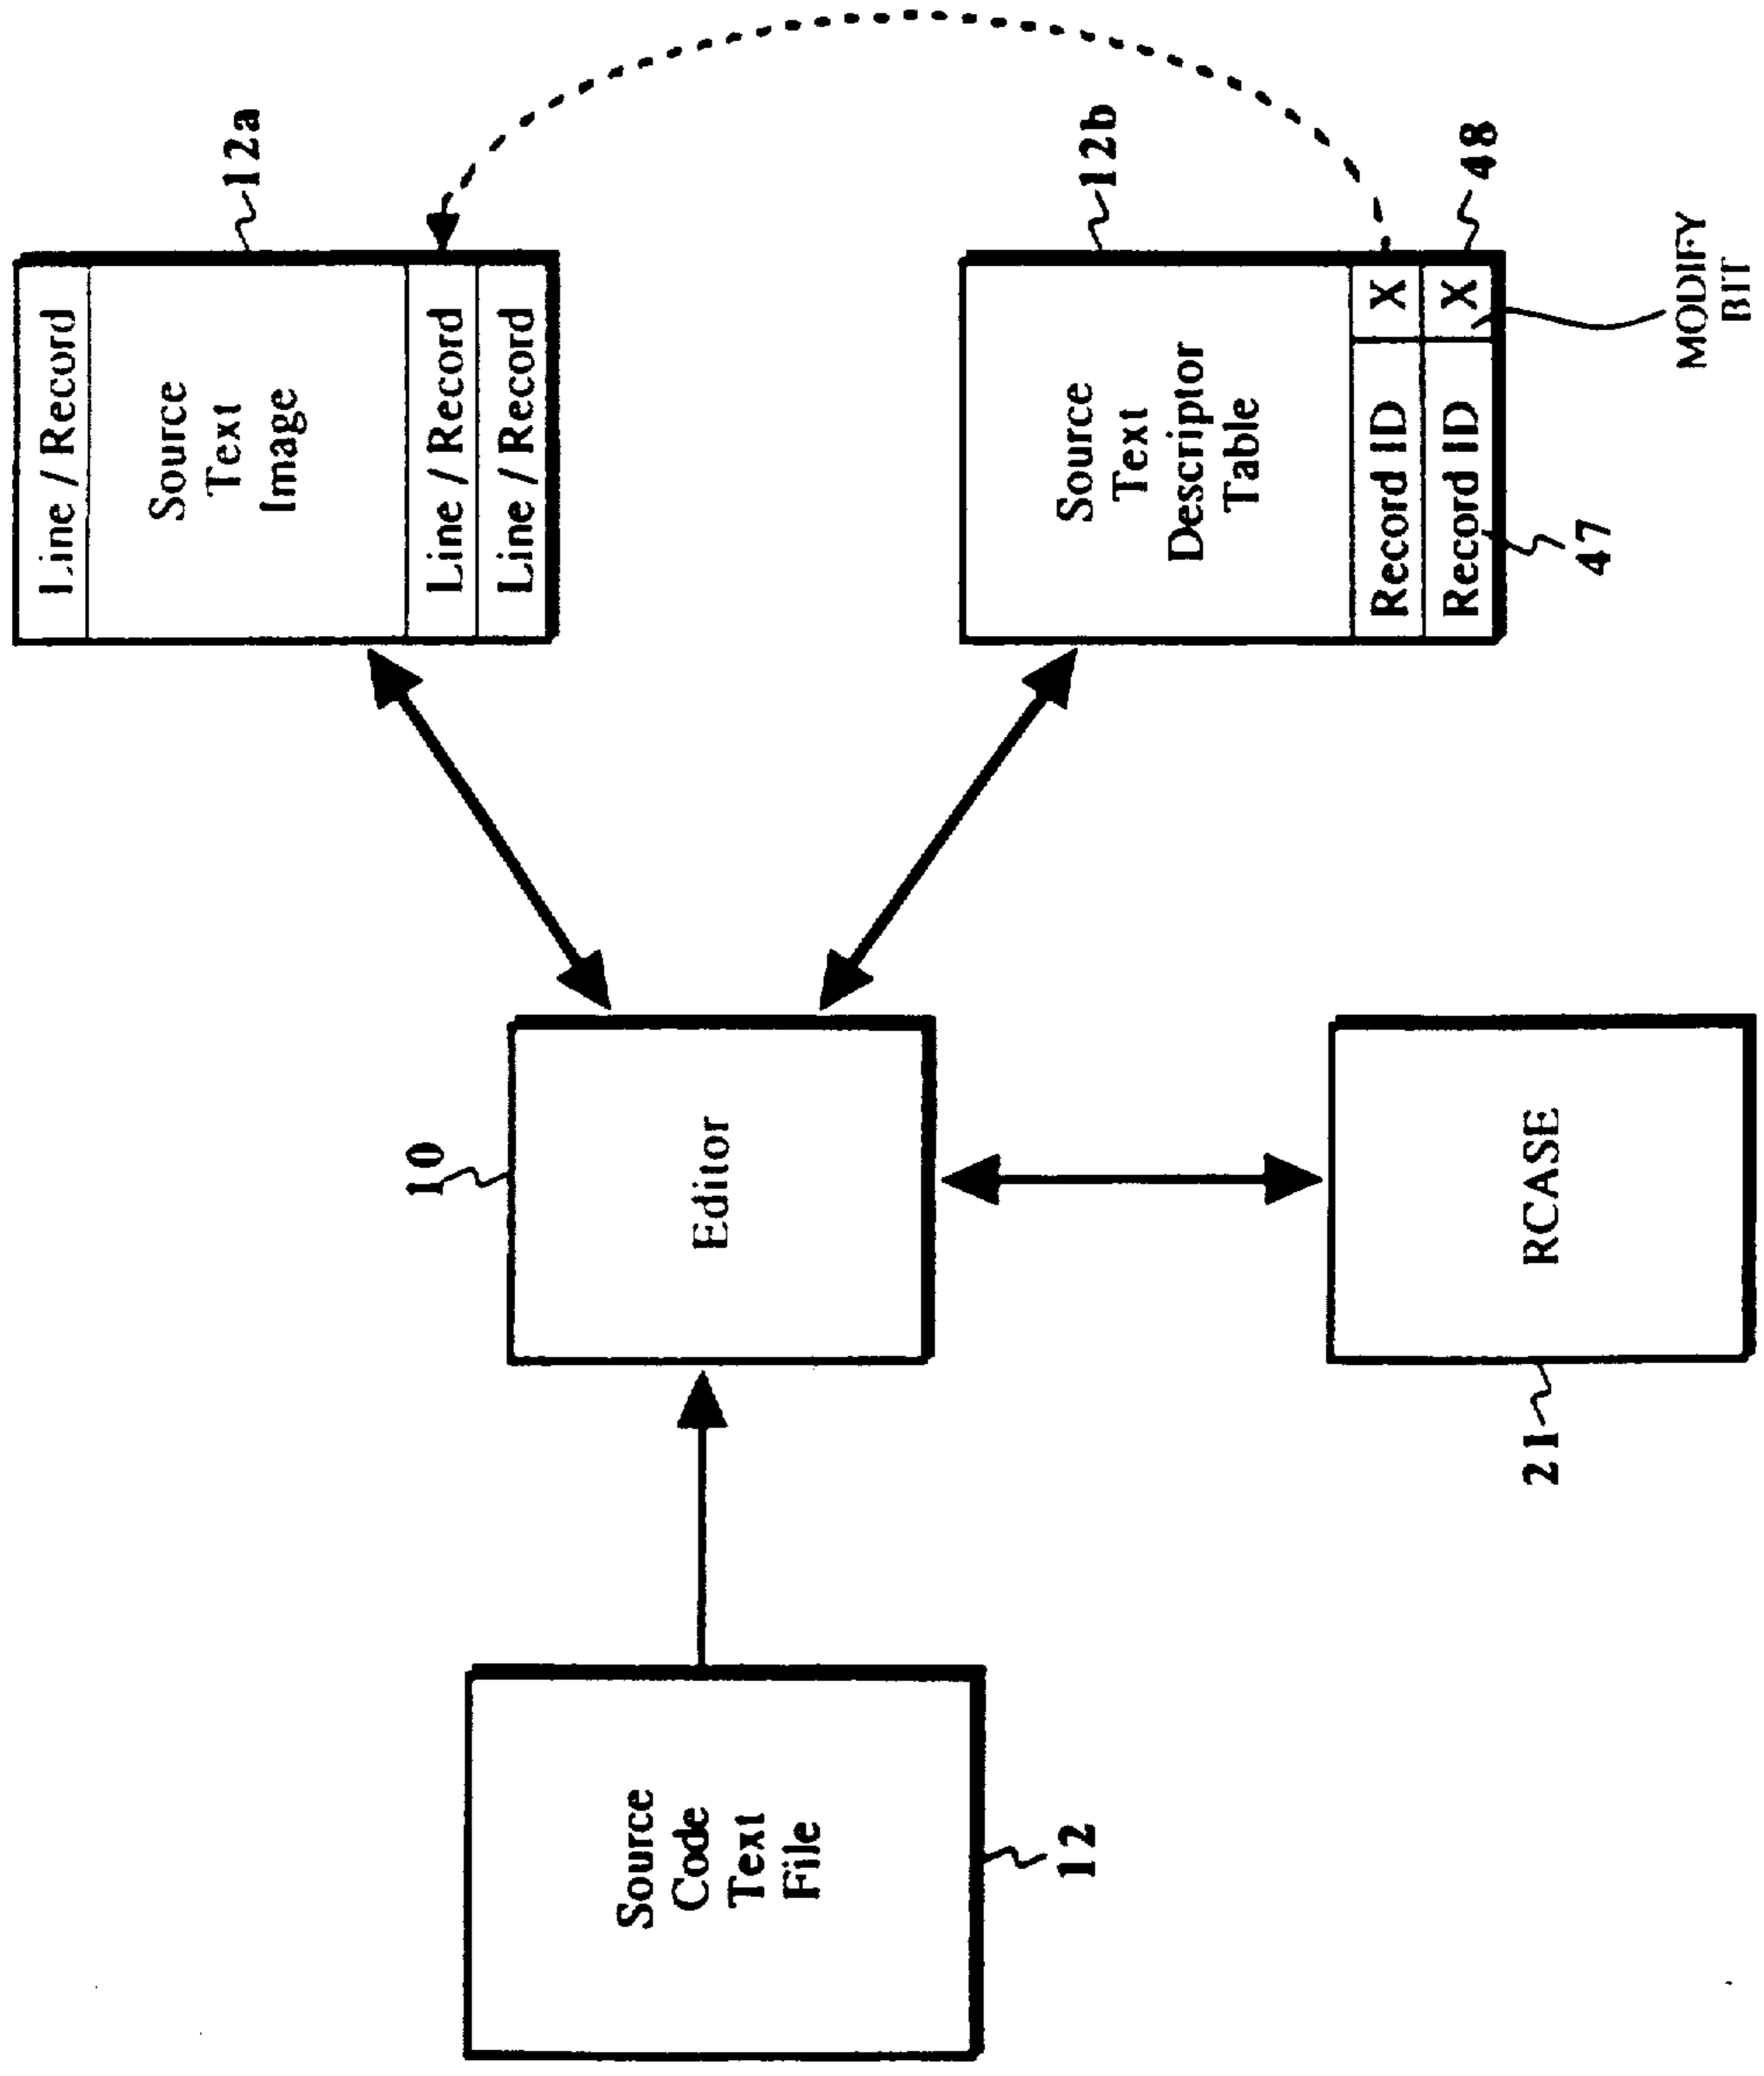 Source
Code
Text
File
12
10
Editor
21
RCASE
Line / Record
Source
Text
Image
Line / Record
Line / Record
12a
Source
Text
Descriptor
Table
Record ID X
Record ID X
12b
47
48
MODIFY
BIT